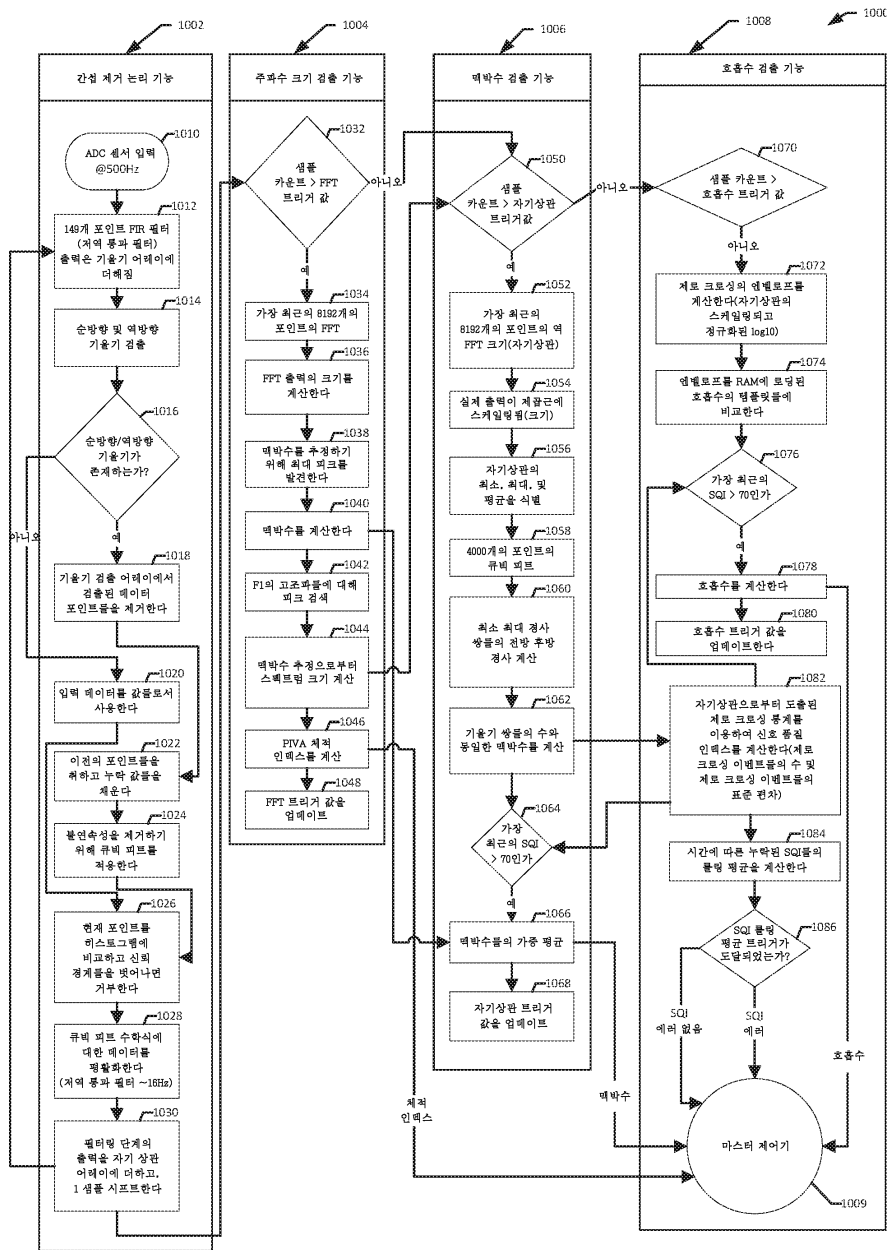 1000
1002
간섭 제거 논리 기능
1010
ADC 센서 입력
@500Hz
1012
149개 포인트 FIR 필터
(저역 통과 필터)
출력은 기울기 어레이에
더해짐
1014
순방향 및 역방향
기울기 검출
1016
순방향/역방향
기울기가
존재하는가?
아니오
예
1018
기울기 검출 어레이에서
검출된 데이터
포인트들을 제거한다
1020
입력 데이터를 값들로서
사용한다
1022
이전의 포인트들을
취하고 누락 값들을
채운다
1024
불연속성을 제거하기
위해 큐빅 피트를
적용한다
1026
현재 포인트를
히스토그램에
비교하고 신뢰
경계들을 벗어나면
거부한다
1028
큐빅 피트 수학식에
대한 데이터를
평활화한다
(저역 통과 필터 ~16Hz)
1030
필터링 단계의
출력을 자기 상관
어레이에 더하고,
1 샘플 시프트한다
1004
주파수 크기 검출 기능
1032
샘플
카운트 > FFT
트리거 값
아니오
예
1034
가장 최근의 8192개의
포인트의 FFT
1036
FFT 출력의 크기를
계산한다
1038
맥박수를 추정하기
위해 최대 피크를
발견한다
1040
맥박수를 계산한다
1042
F1의 고조파들에 대해
피크 검색
1044
맥박수 추정으로부터
스펙트럼 크기 계산
1046
PIVA 체적
인덱스를 계산
1048
FFT 트리거 값을
업데이트
1006
맥박수 검출 기능
1050
샘플
카운트 > 자기상관
트리거값
아니오
예
1052
가장 최근의
8192개의 포인트의 역
FFT 크기(자기상관)
1054
실제 출력이 제곱근에
스케일링됨(크기)
1056
자기상관의
최소, 최대, 및
평균을 식별
1058
4000개의 포인트의
큐빅 피트
1060
최소 최대 경사
쌍들의 전방 후방
경사 계산
1062
기울기 쌍들의 수와
동일한 맥박수를 계산
1064
가장
최근의 SQI
> 70인가
예
1066
맥박수들의 가중 평균
1068
자기상관 트리거
값을 업데이트
1008
호흡수 검출 기능
1070
샘플 카운트 >
호흡수 트리거 값
아니오
1072
제로 크로싱의 엔벨로프를
계산한다(자기상관의
스케일링되고
정규화된 log10)
1074
엔벨로프를 RAM에 로딩된
호흡수의 템플릿들에
비교한다
1076
가장 최근의
SQI > 70인가
예
1078
호흡수를 계산한다
1080
호흡수 트리거 값을
업데이트한다
1082
자기상관으로부터 도출된
제로 크로싱 통계를
이용하여 신호 품질
인덱스를 계산한다(제로
크로싱 이벤트들의 수 및
제로 크로싱 이벤트들의
표준 편차)
1084
시간에 따른 누락된 SQI들의
롤링 평균을 계산한다
1086
SQI 롤링
평균 트리거가
도달되었는가?
SQI
에러 없음
SQI
에러
호흡수
맥박수
체적
인덱스
마스터 제어기
1009